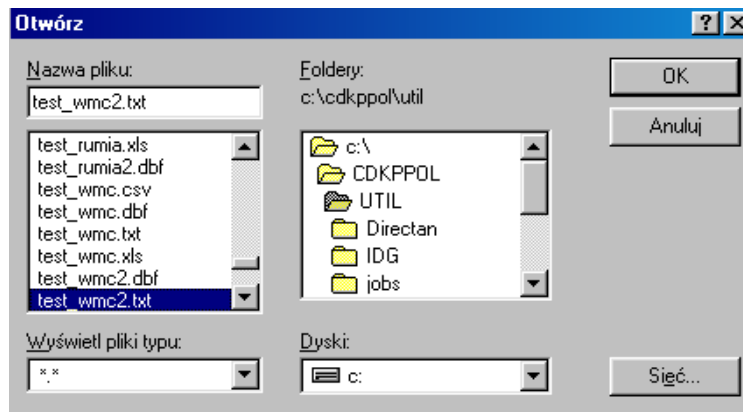 Otwórz
Nazwa pliku:
test_wmc2.txt
test_rumia.xls
test_rumia2.dbf
test_wmc.csv
test_wmc.dbf
test_wmc.txt
test_wmc.xls
test_wmc2.dbf
test_wmc2.txt
Wyświetl pliki typu:
*.*
Foldery:
c:\cdkppol\util
c:\
CDKPPOL
UTIL
Directan
IDG
jobs
Dyski:
c:
OK
Anuluj
Sieć...